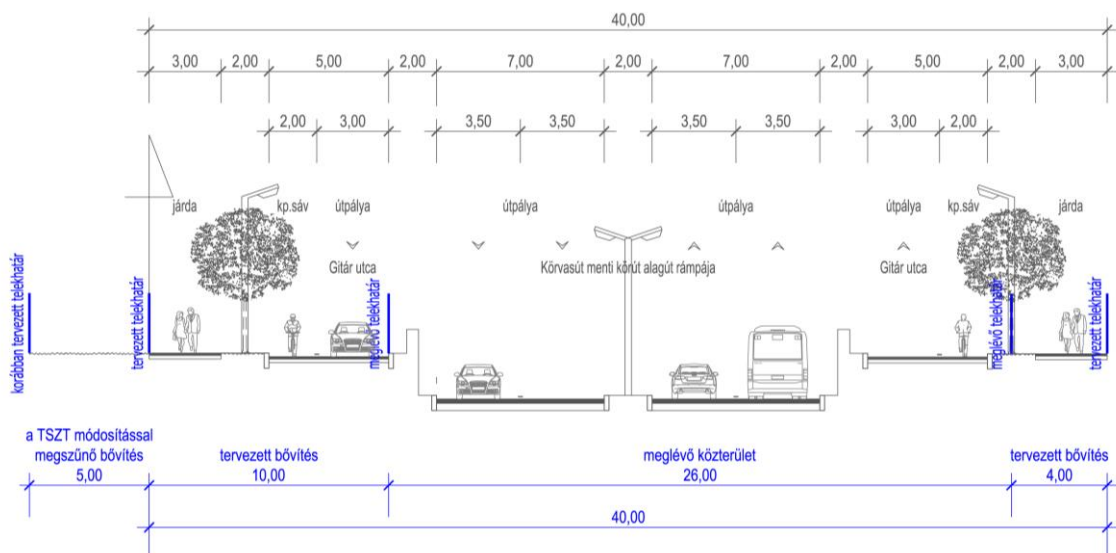 40,00
3,00 2,00 5,00 2,00 7,00 2,00 7,00 2,00 5,00 2,00 3,00
2,00 3,00 3,50 3,50 3,50 3,50 3,00 2,00
járda kp.sáv útpálya útpálya útpálya útpálya kp.sáv járda
Gitár utca Körvasút menti körút alagút rámpája Gitár utca
korábban tervezett telekhatár
tervezett telekhatár
meglévő telekhatár
meglévő telekhatár
tervezett telekhatár
a TSZT módosítással
megszűnő bővítés tervezett bővítés meglévő közterület tervezett bővítés
5,00 10,00 26,00 4,00
40,00